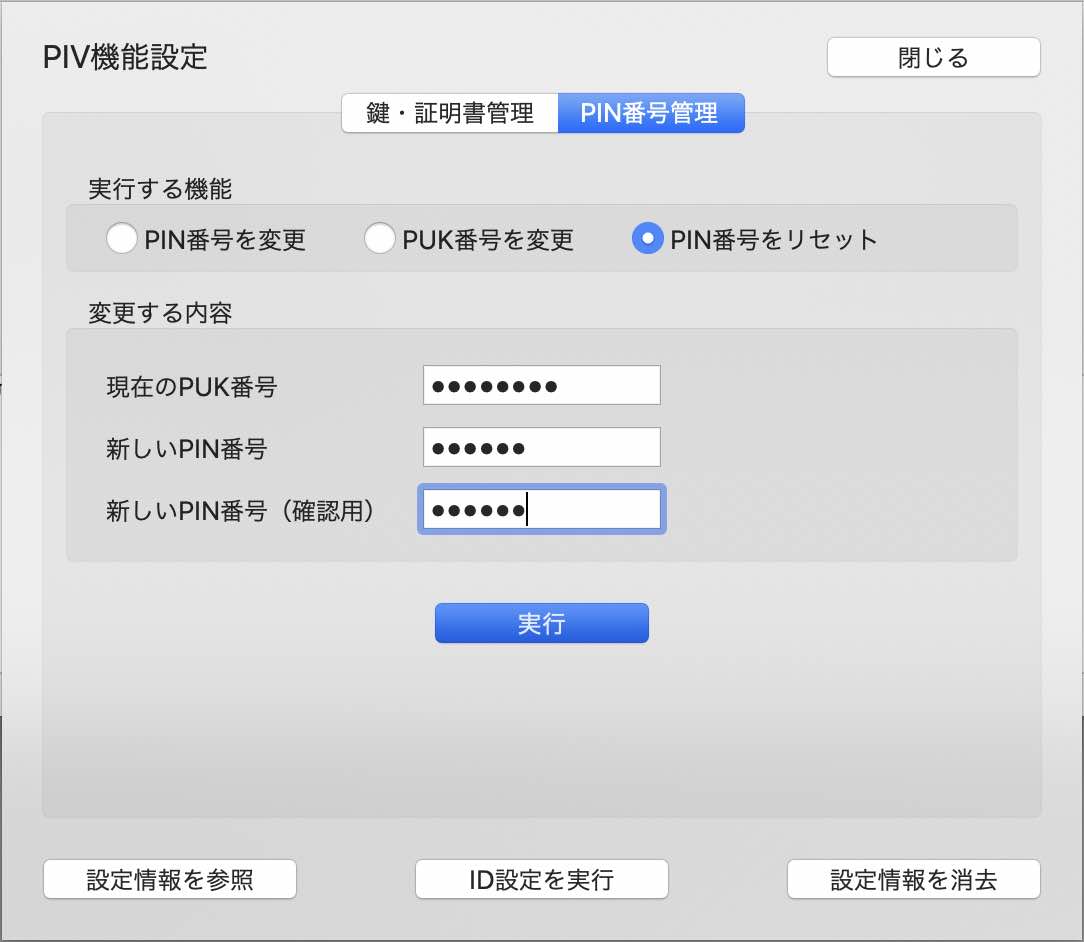 PIV機能設定
閉じる
鍵・証明書管理
PIN番号管理
実行する機能
PIN番号を変更
PUK番号を変更
PIN番号をリセット
変更する内容
現在のPUK番号
●●●●●●●●
新しいPIN番号
●●●●●●
新しいPIN番号（確認用）
●●●●●●
実行
設定情報を参照
ID設定を実行
設定情報を消去